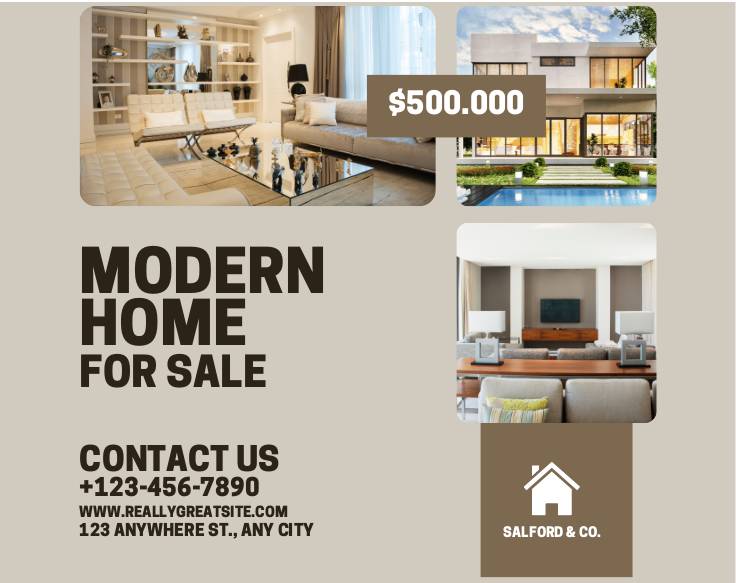 $500.000
MODERN
HOME
FOR SALE
CONTACT US
+123-456-7890
WWW.REALLYGREATSITE.COM
123 ANYWHERE ST., ANY CITY
SALFORD & CO.